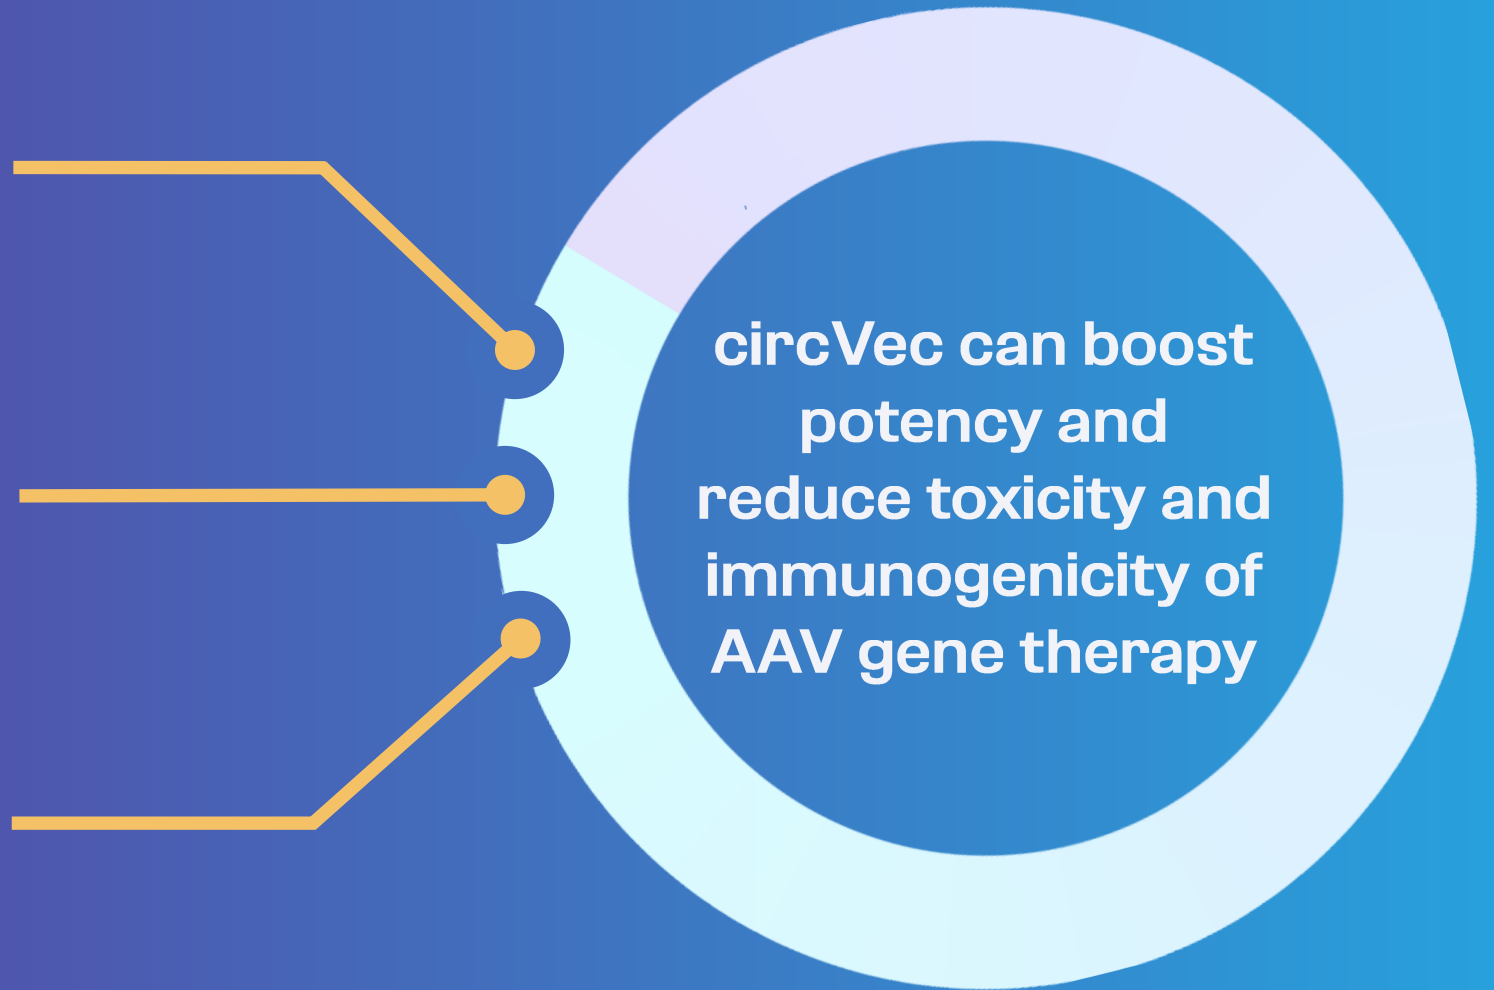 circVec can boost
potency and
reduce toxicity and
immunogenicity of
AAV gene therapy